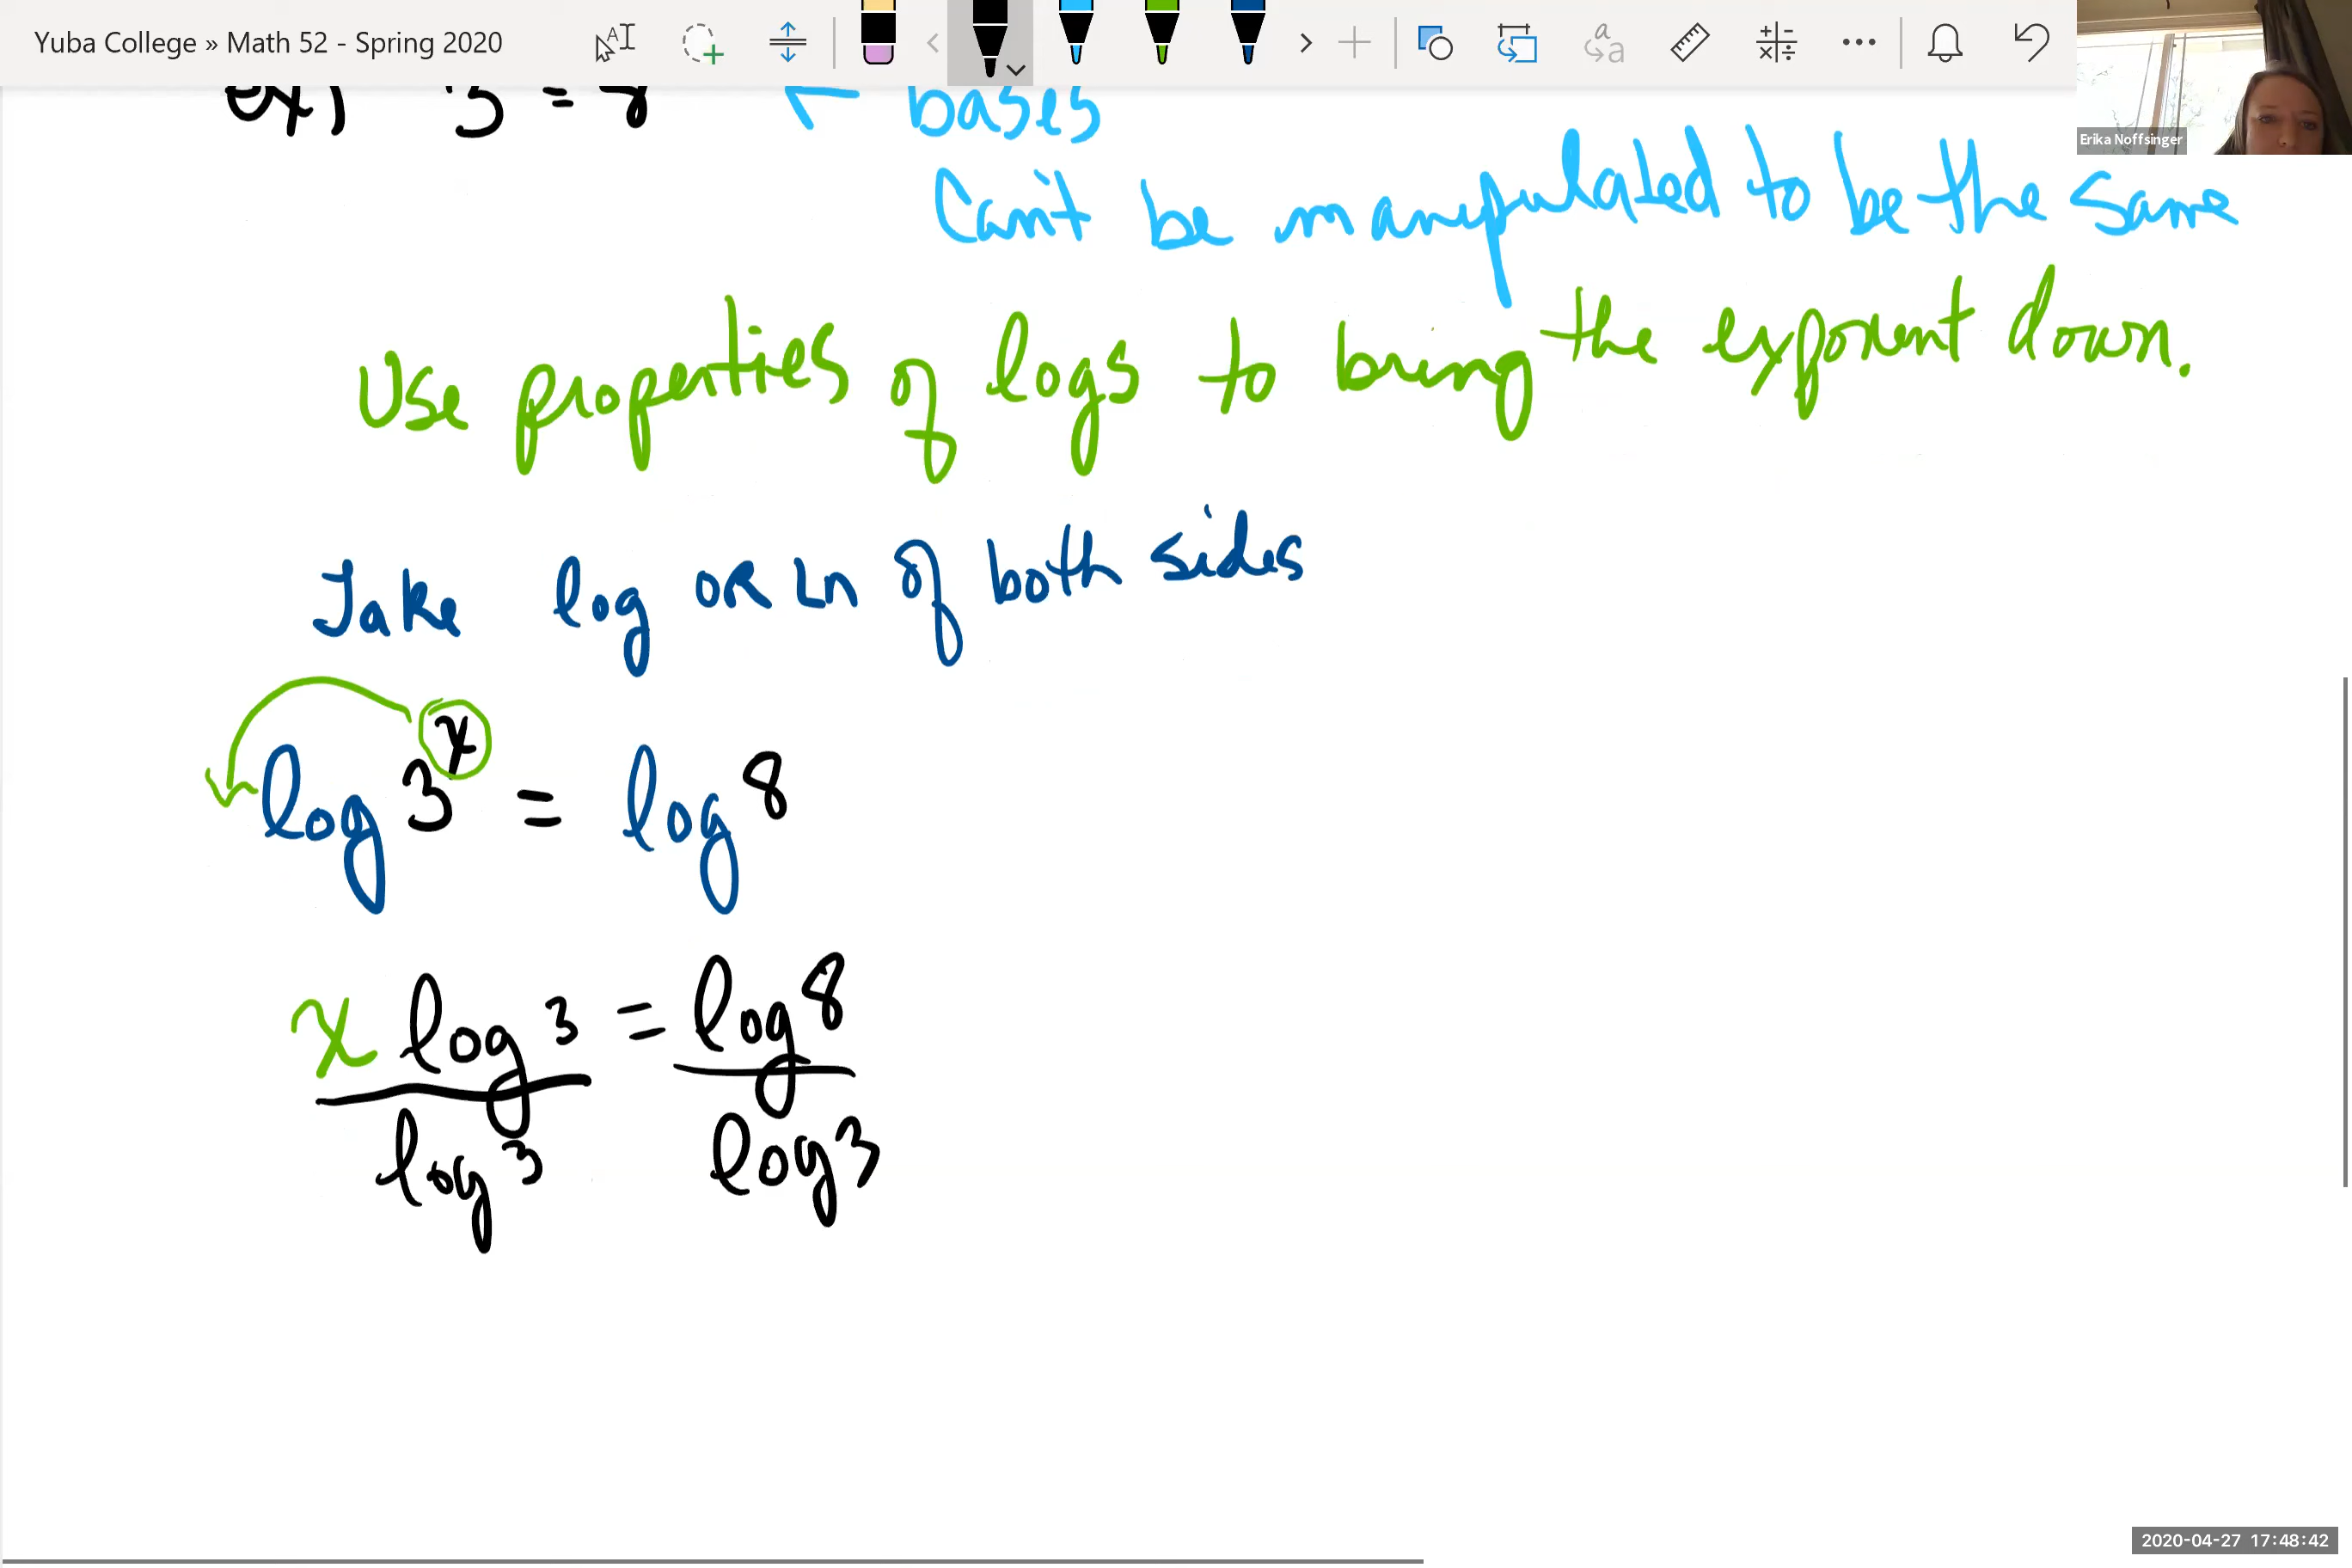 Yuba College » Math 52 - Spring 2020
Erika Noffsinger
ex) 3 = 8 ← bases
Can't be manipulated to be the same
Use properties of logs to bring the exponent down.
Take log OR ln of both sides
log 3^x = log 8
x log 3 = log 8
log 3 log 3
2020-04-27 17:48:42